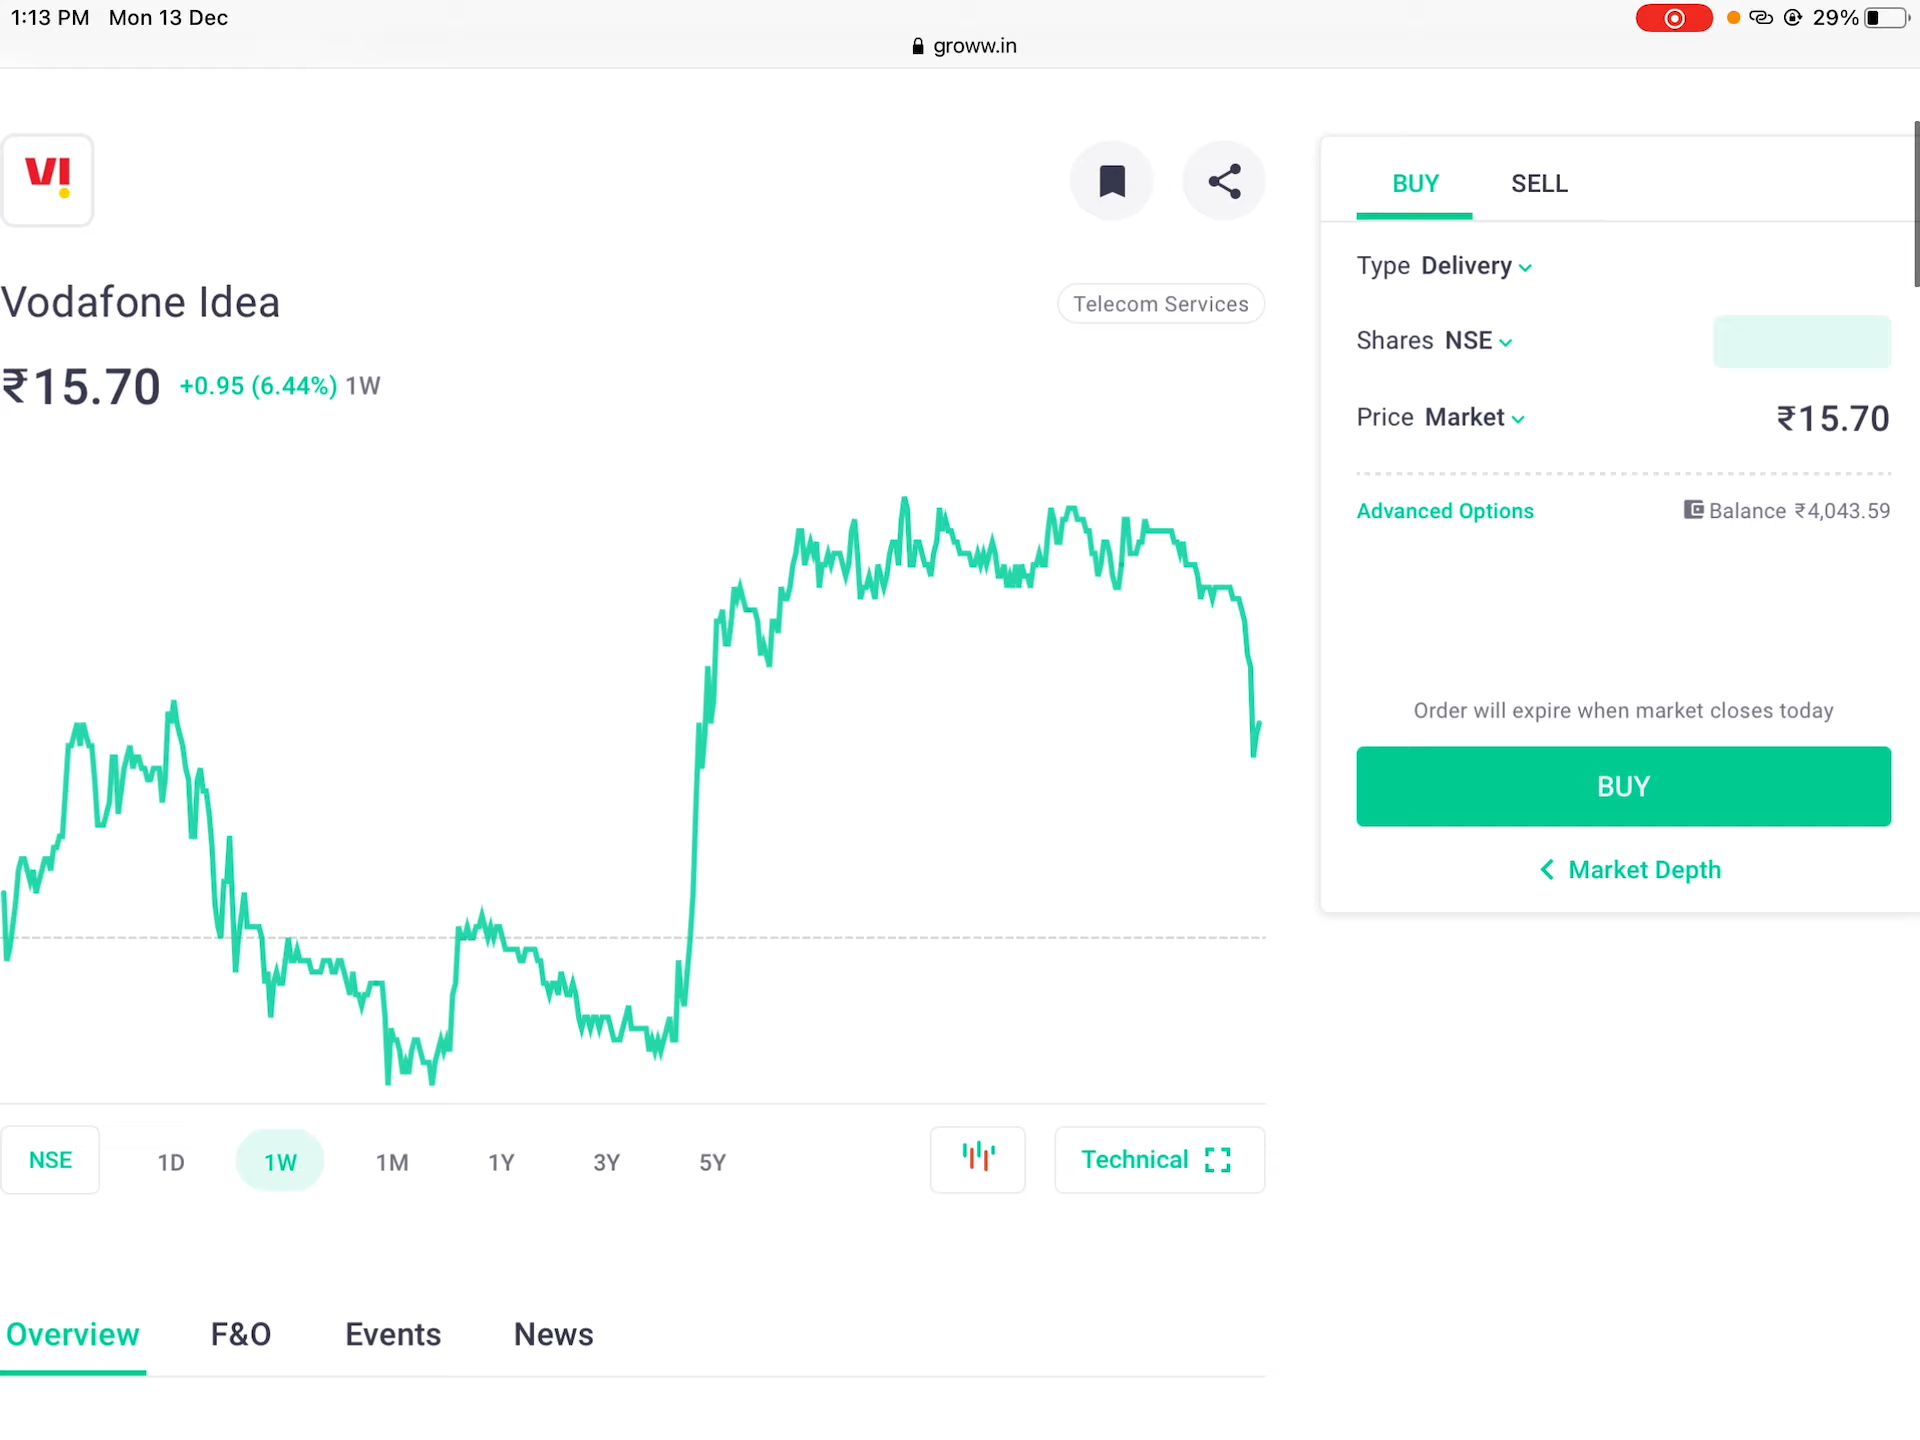 1:13 PM Mon 13 Dec
29%
groww.in
VI
BUY
SELL
Type Delivery
Vodafone Idea
Telecom Services
Shares NSE
₹15.70 +0.95 (6.44%) 1W
Price Market
₹15.70
Advanced Options
Balance ₹4,043.59
Order will expire when market closes today
BUY
Market Depth
NSE
1D
1W
1M
1Y
3Y
5Y
Technical
Overview
F&O
Events
News